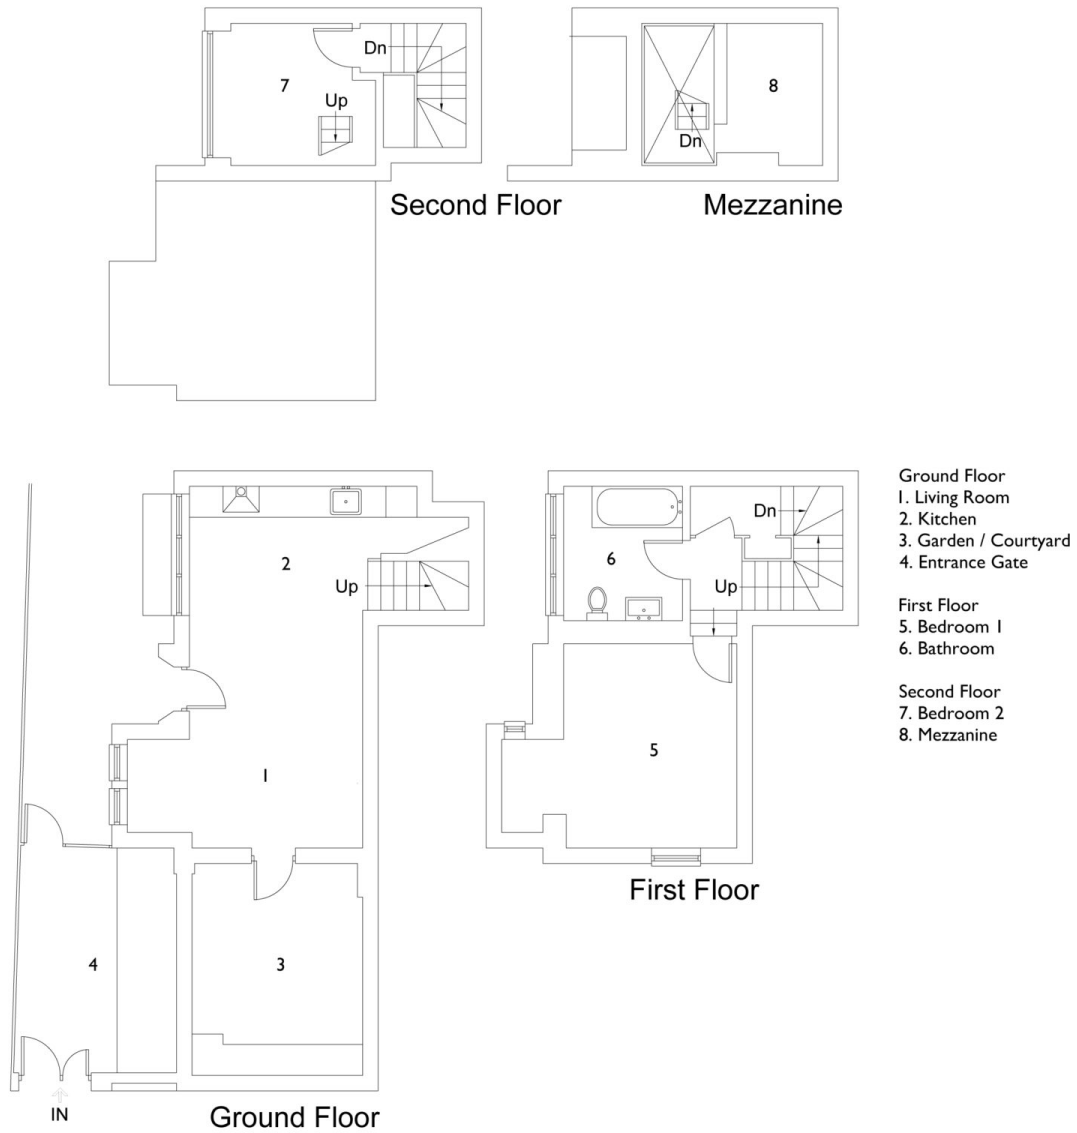 Dn
7
Up
8
Dn
Second Floor
Mezzanine
2
Up
1
4
3
IN
Ground Floor
Dn
6
Up
5
First Floor
Ground Floor
1. Living Room
2. Kitchen
3. Garden / Courtyard
4. Entrance Gate
First Floor
5. Bedroom 1
6. Bathroom
Second Floor
7. Bedroom 2
8. Mezzanine